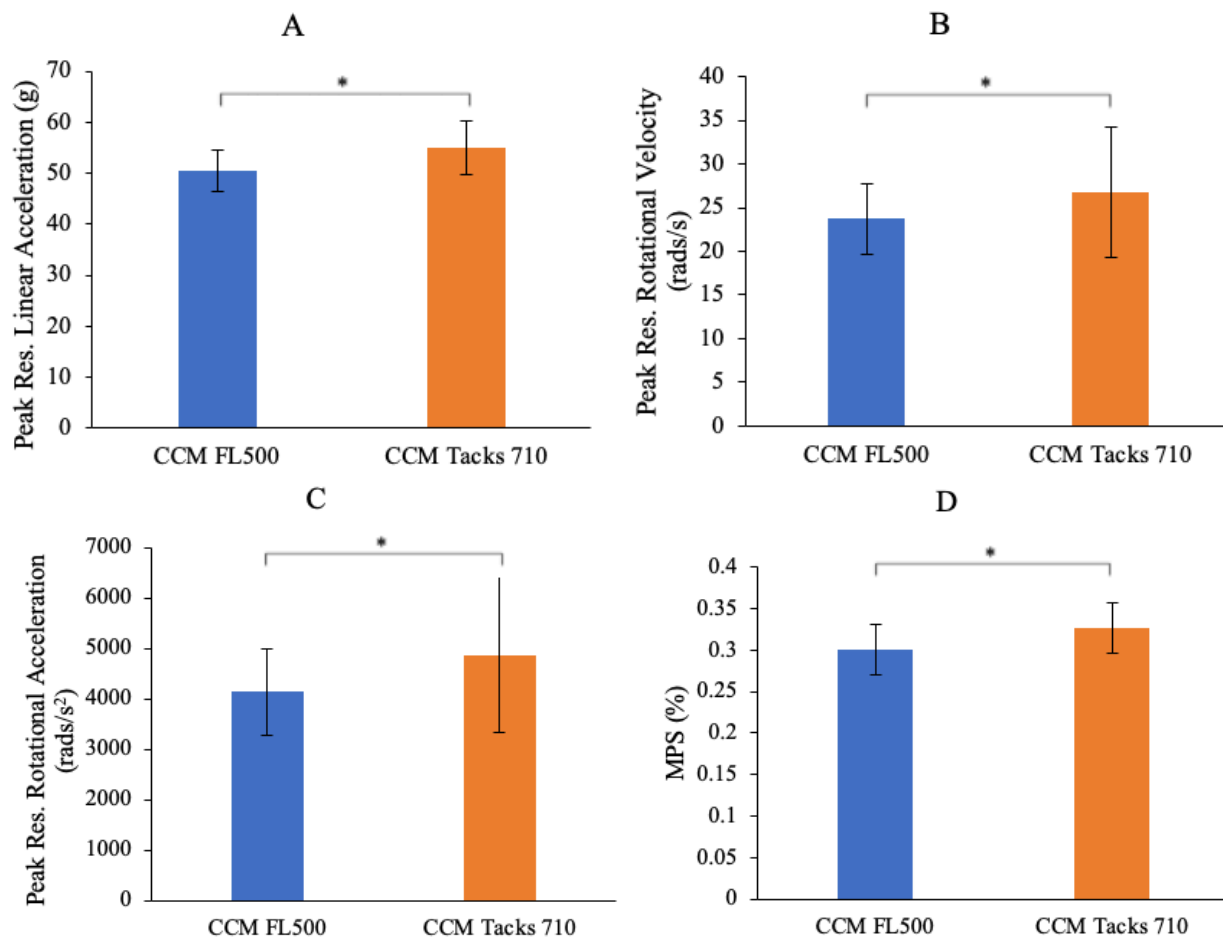 A
Peak Res. Linear Acceleration (g)
70
60
50
40
30
20
10
0
*
CCM FL500
CCM Tacks 710
B
Peak Res. Rotational Velocity
(rads/s)
40
35
30
25
20
15
10
5
0
*
CCM FL500
CCM Tacks 710
C
Peak Res. Rotational Acceleration
(rads/s²)
7000
6000
5000
4000
3000
2000
1000
0
*
CCM FL500
CCM Tacks 710
D
MPS (%)
0.4
0.35
0.3
0.25
0.2
0.15
0.1
0.05
0
*
CCM FL500
CCM Tacks 710